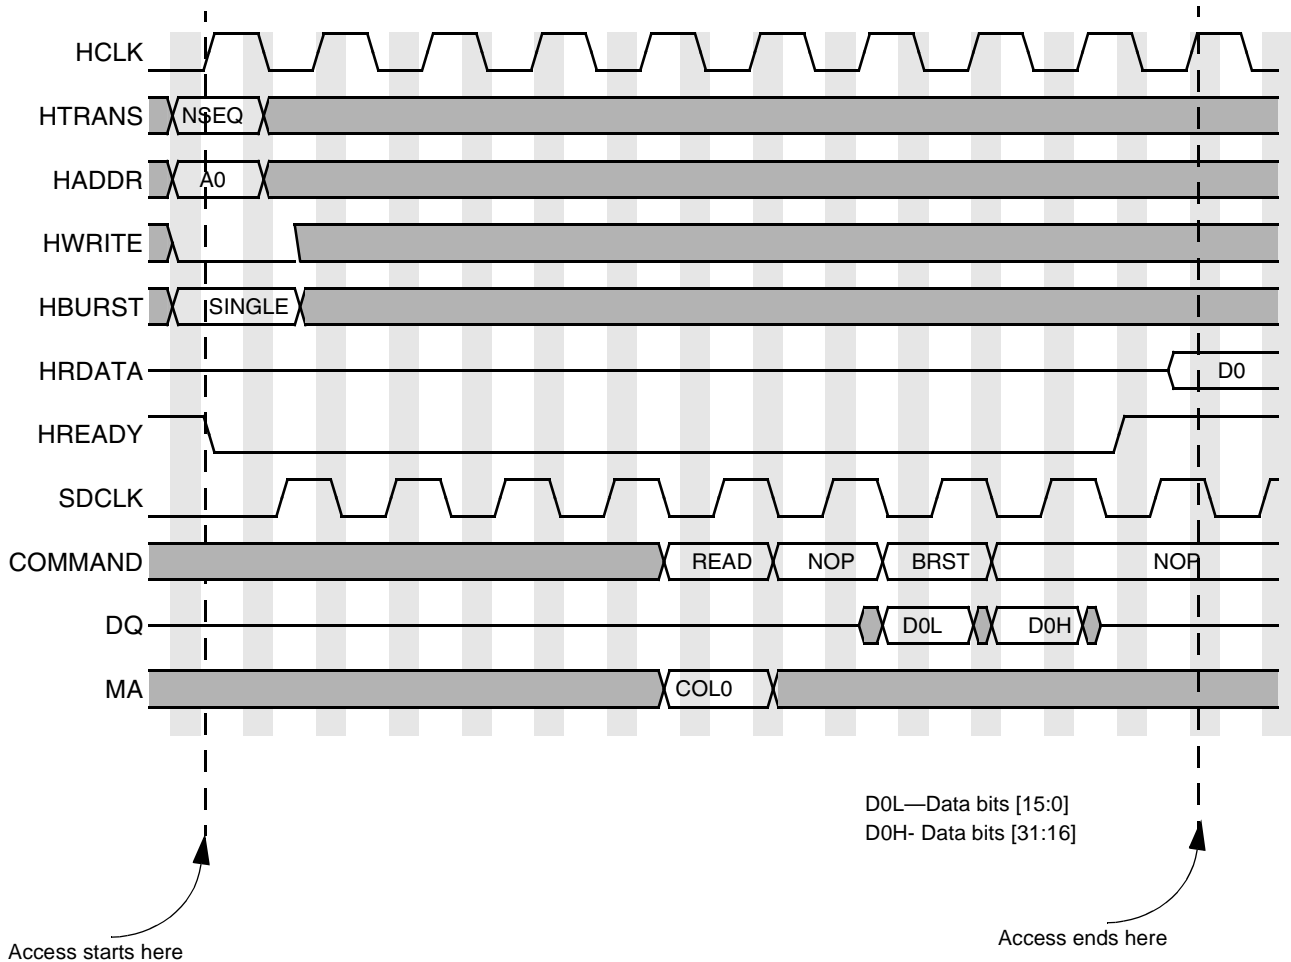 HCLK
HTRANS NSEQ
HADDR A0
HWRITE
HBURST SINGLE
HRDATA D0
HREADY
SDCLK
COMMAND READ NOP BRST NOP
DQ D0L D0H
MA COL0
D0L—Data bits [15:0]
D0H- Data bits [31:16]
Access starts here
Access ends here